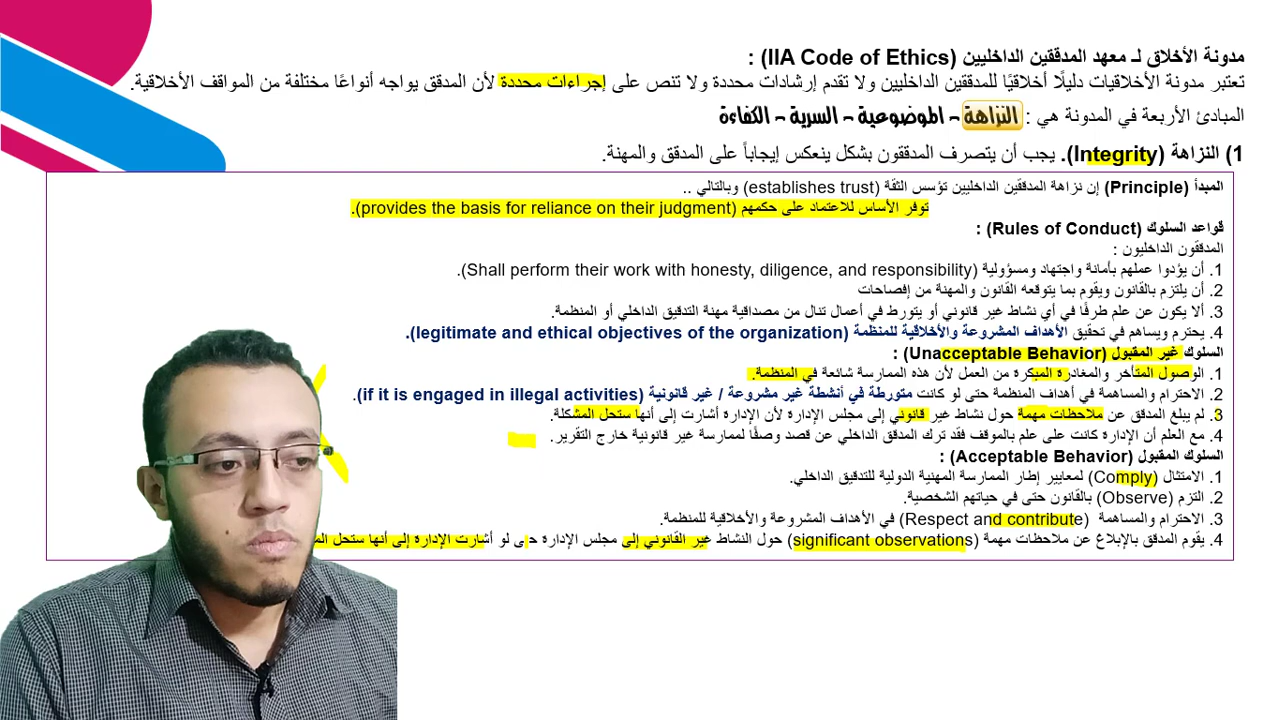 مدونة الأخلاق لـ معهد المدققين الداخليين (IIA Code of Ethics) :
تعتبر مدونة الأخلاقيات دليلًا أخلاقيًا للمدققين الداخليين ولا تقدم إرشادات محددة ولا تنص على إجراءات محددة لأن المدقق يواجه أنواعًا مختلفة من المواقف الأخلاقية.
المبادئ الأربعة في المدونة هي : النزاهة – الموضوعية – السرية – الكفاءة
1) النزاهة (Integrity). يجب أن يتصرف المدققون بشكل ينعكس إيجاباً على المدقق والمهنة.
المبدأ (Principle) إن نزاهة المدققين الداخليين تؤسس الثقة (establishes trust) وبالتالي ..
توفر الأساس للاعتماد على حكمهم (provides the basis for reliance on their judgment).
قواعد السلوك (Rules of Conduct) :
المدققون الداخليون :
1. أن يؤدوا عملهم بأمانة واجتهاد ومسؤولية (Shall perform their work with honesty, diligence, and responsibility).
2. أن يلتزم بالقانون ويقوم بما يتوقعه القانون والمهنة من إفصاحات
3. ألا يكون عن علم طرفًا في أي نشاط غير قانوني أو يتورط في أعمال تنال من مصداقية مهنة التدقيق الداخلي أو المنظمة.
4. يحترم ويساهم في تحقيق الأهداف المشروعة والأخلاقية للمنظمة (legitimate and ethical objectives of the organization).
السلوك غير المقبول (Unacceptable Behavior) :
1. الوصول المتأخر والمغادرة المبكرة من العمل لأن هذه الممارسة شائعة في المنظمة.
2. الاحترام والمساهمة في أهداف المنظمة حتى لو كانت متورطة في أنشطة غير مشروعة / غير قانونية (if it is engaged in illegal activities).
3. لم يبلغ المدقق عن ملاحظات مهمة حول نشاط غير قانوني إلى مجلس الإدارة لأن الإدارة أشارت إلى أنها ستحل المشكلة.
4. مع العلم أن الإدارة كانت على علم بالموقف فقد ترك المدقق الداخلي عن قصد وصفًا لممارسة غير قانونية خارج التقرير.
السلوك المقبول (Acceptable Behavior) :
1. الامتثال (Comply) لمعايير إطار الممارسة المهنية الدولية للتدقيق الداخلي.
2. التزم (Observe) بالقانون حتى في حياتهم الشخصية.
3. الاحترام والمساهمة (Respect and contribute) في الأهداف المشروعة والأخلاقية للمنظمة.
4. يقوم المدقق بالإبلاغ عن ملاحظات مهمة (significant observations) حول النشاط غير القانوني إلى مجلس الإدارة حتى لو أشارت الإدارة إلى أنها ستحل